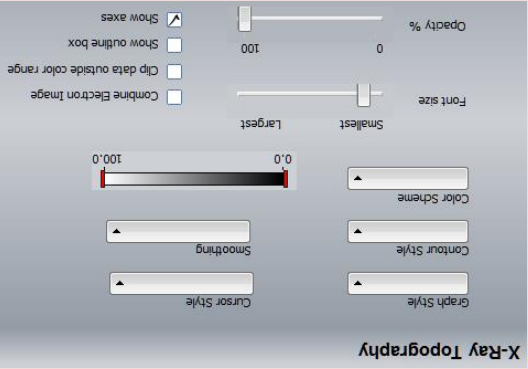 X-Ray Topography
Graph Style
Cursor Style
Contour Style
Smoothing
Color Scheme
0.0
100.0
Smallest
Largest
Font size
Combine Electron Image
Clip data outside color range
0
100
Show outline box
Opacity %
Show axes